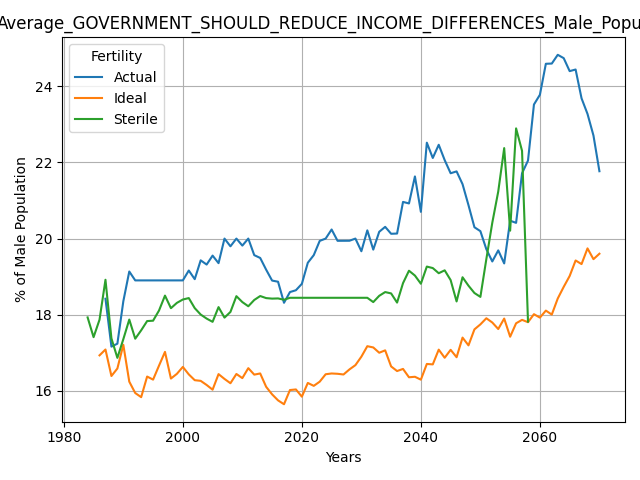 Average_GOVERNMENT_SHOULD_REDUCE_INCOME_DIFFERENCES_Male_Popu
Fertility
Actual
Ideal
Sterile
% of Male Population
24
22
20
18
16
1980
2000
2020
2040
2060
Years